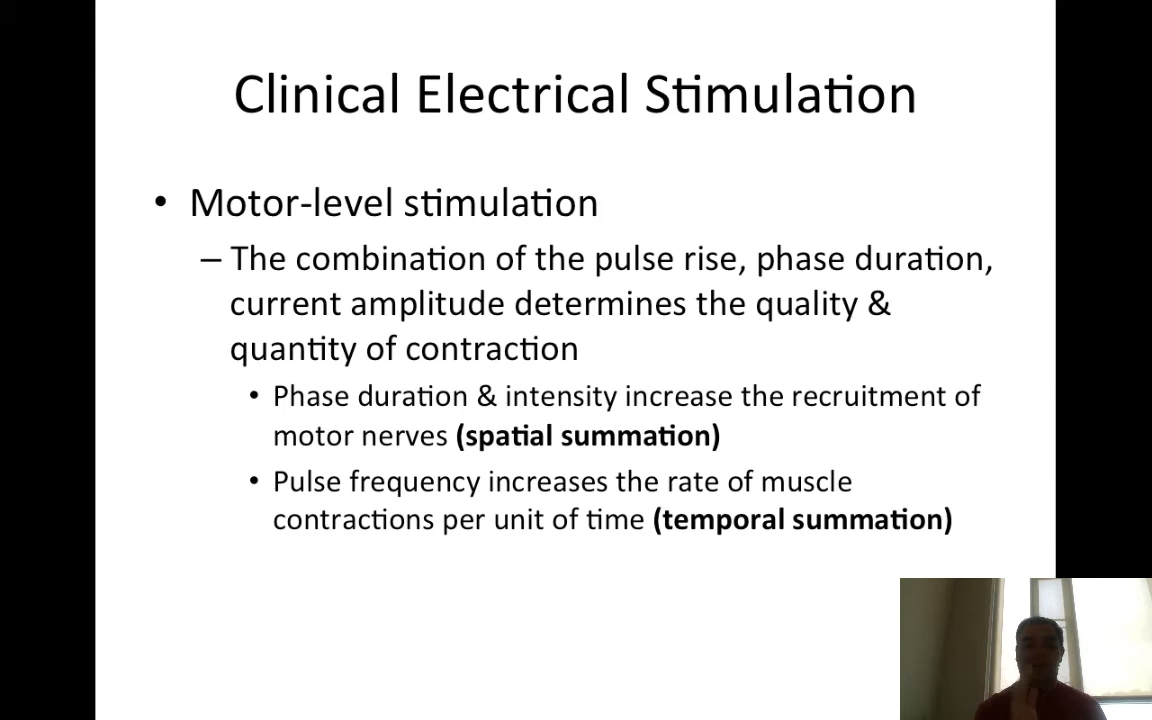 Clinical Electrical Stimulation
• Motor-level stimulation
– The combination of the pulse rise, phase duration,
current amplitude determines the quality &
quantity of contraction
• Phase duration & intensity increase the recruitment of
motor nerves (spatial summation)
• Pulse frequency increases the rate of muscle
contractions per unit of time (temporal summation)